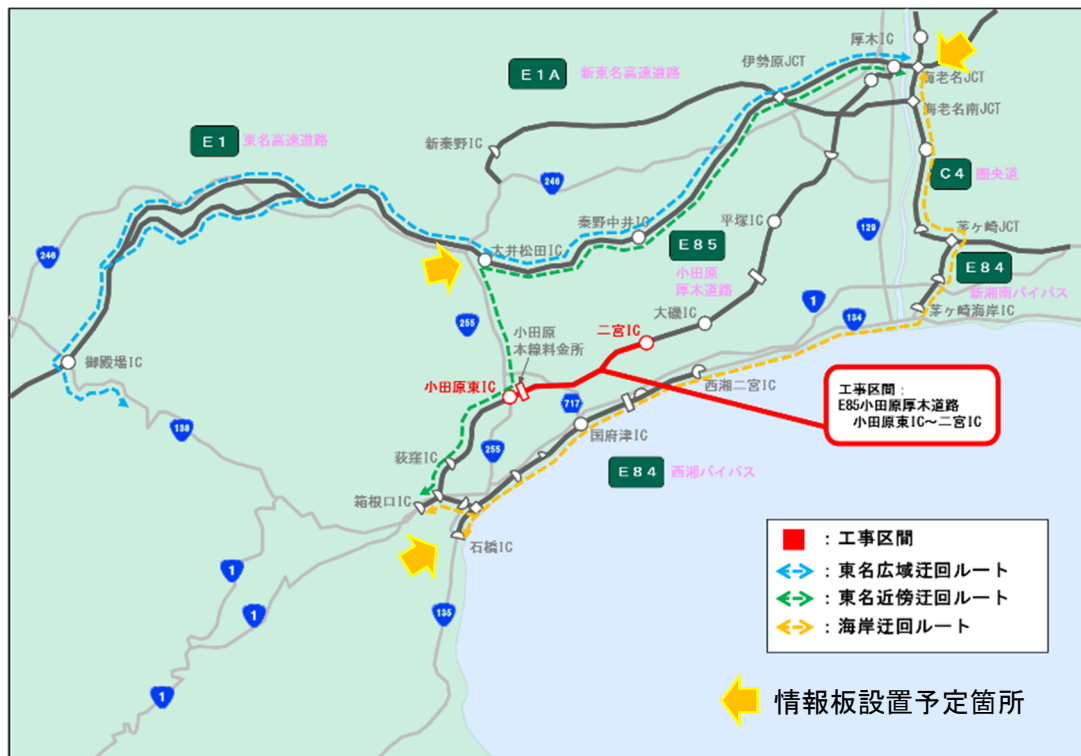 厚木IC
伊勢原JCT
E1A
新東名高速道路
海老名JCT
海老名南JCT
E1
東名高速道路
新秦野IC
246
C4
圏央道
秦野中井IC
平塚IC
129
茅ヶ崎JCT
246
大井松田IC
E85
小田原
厚木道路
E84
新湘南バイパス
1
茅ヶ崎海岸IC
134
大磯IC
255
小田原
本線料金所
二宮IC
御殿場IC
西湘二宮IC
小田原東IC
717
工事区間：
E85小田原厚木道路
小田原東IC～二宮IC
138
国府津IC
255
荻窪IC
E84
西湘バイパス
箱根口IC
石橋IC
1
1
135
1
：工事区間
：東名広域迂回ルート
：東名近傍迂回ルート
：海岸迂回ルート
情報板設置予定箇所